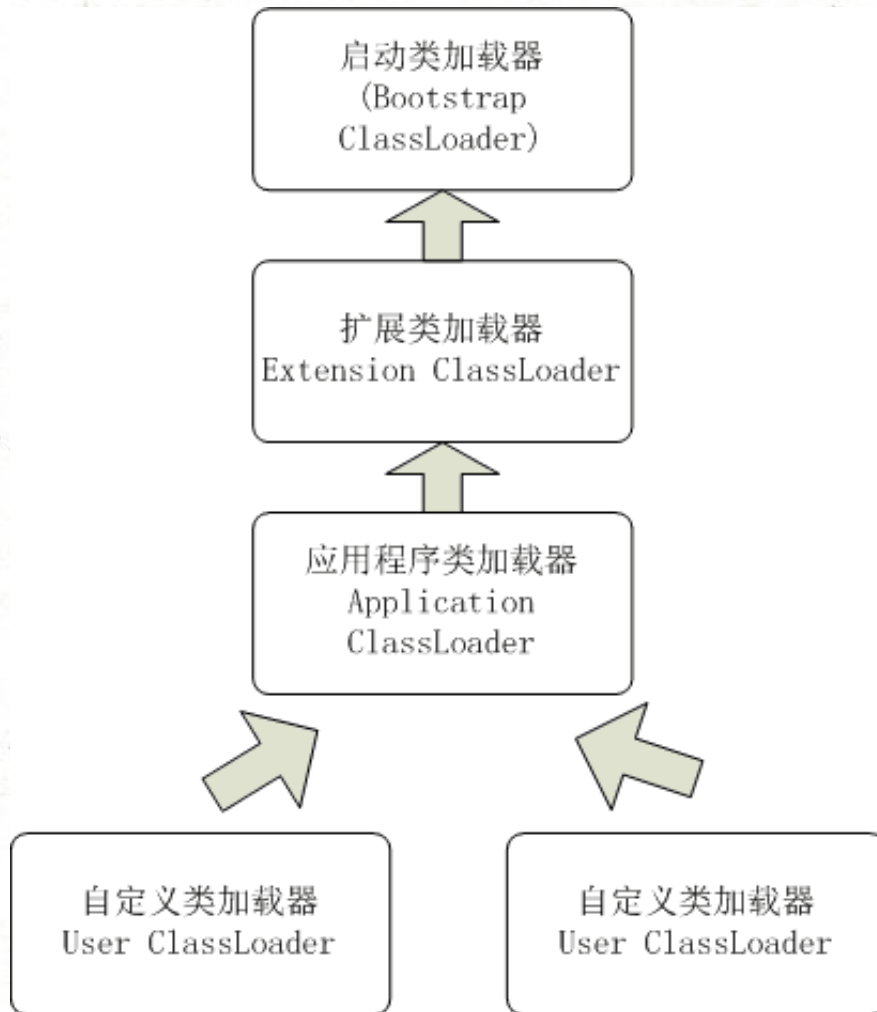 启动类加载器
(Bootstrap
ClassLoader)
扩展类加载器
Extension ClassLoader
应用程序类加载器
Application
ClassLoader
自定义类加载器
User ClassLoader
自定义类加载器
User ClassLoader